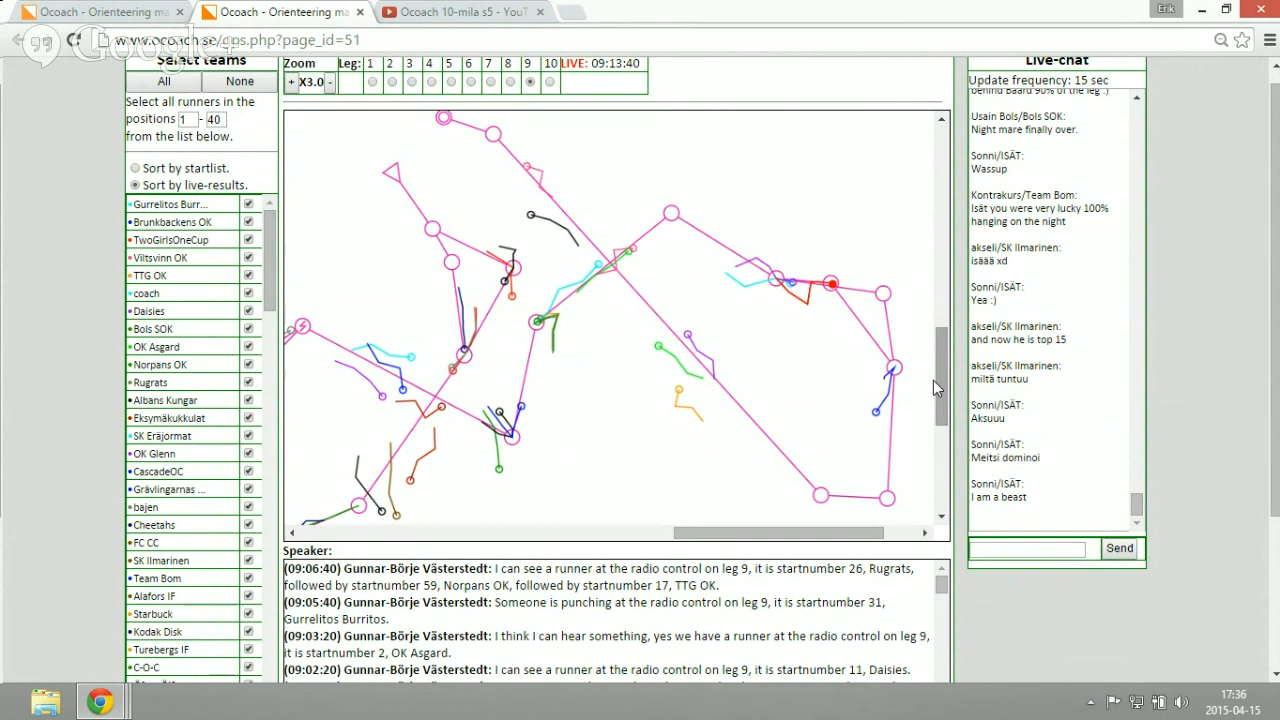 Ocoach - Orienteering ma
Ocoach - Orienteering ma
Ocoach 10-mila s5 - YouT
Erik
www.ocoach.se/gps.php?page_id=51
Google+
Select teams
All
None
Select all runners in the
positions 1 - 40
from the list below.
Sort by startlist.
Sort by live-results.
Gurrelitos Burr...
Brunkbackens OK
TwoGirlsOneCup
Viltsvinn OK
TTG OK
coach
Daisies
Bols SOK
OK Asgard
Norpans OK
Rugrats
Albans Kungar
Eksymäkukkulat
SK Eräjormat
OK Glenn
CascadeOC
Grävlingarnas ...
bajen
Cheetahs
FC CC
SK Ilmarinen
Team Bom
Alafors IF
Starbuck
Kodak Disk
Turebergs IF
C-O-C
Zoom
Leg:
1 2 3 4 5 6 7 8 9 10
LIVE: 09:13:40
+ X3.0 -
Speaker:
(09:06:40) Gunnar-Börje Västerstedt: I can see a runner at the radio control on leg 9, it is startnumber 26, Rugrats,
followed by startnumber 59, Norpans OK, followed by startnumber 17, TTG OK.
(09:05:40) Gunnar-Börje Västerstedt: Someone is punching at the radio control on leg 9, it is startnumber 31,
Gurrelitos Burritos.
(09:03:20) Gunnar-Börje Västerstedt: I think I can hear something, yes we have a runner at the radio control on leg 9,
it is startnumber 2, OK Asgard.
(09:02:20) Gunnar-Börje Västerstedt: I can see a runner at the radio control on leg 9, it is startnumber 11, Daisies.
Live-chat
Update frequency: 15 sec
behind Baard 90% of the leg :)
Usain Bols/Bols SOK:
Night mare finally over.
Sonni/ISÄT:
Wassup
Kontrakurs/Team Bom:
Isät you were very lucky 100%
hanging on the night
akseli/SK Ilmarinen:
isäää xd
Sonni/ISÄT:
Yea :)
akseli/SK Ilmarinen:
and now he is top 15
akseli/SK Ilmarinen:
miltä tuntuu
Sonni/ISÄT:
Aksuuu
Sonni/ISÄT:
Meitsi dominoi
Sonni/ISÄT:
I am a beast
Send
17:36
2015-04-15